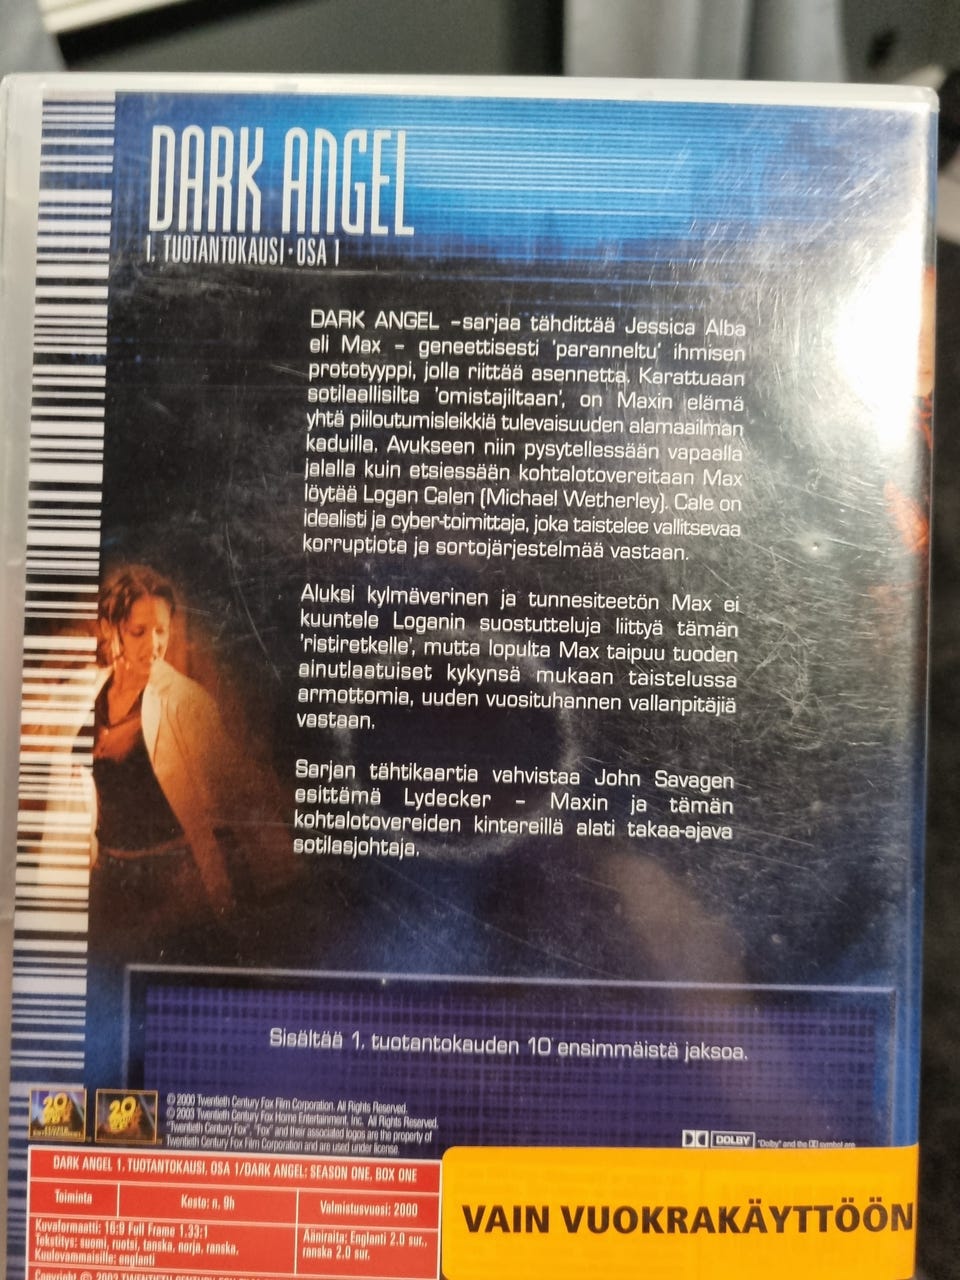 DARK ANGEL
1. TUOTANTOKAUSI · OSA 1
DARK ANGEL –sarjaa tähdittää Jessica Alba
eli Max – geneettisesti 'paranneltu' ihmisen
prototyyppi, jolla riittää asennetta. Karattuaan
sotilaallisilta 'omistajiltaan', on Maxin elämä
yhtä piiloutumisleikkiä tulevaisuuden alamaailman
kaduilla. Avukseen niin pysytellessään vapaalla
jalalla kuin etsiessään kohtalotovereitaan Max
löytää Logan Calen (Michael Wetherley). Cale on
idealisti ja cyber-toimittaja, joka taistelee vallitsevaa
korruptiota ja sortojärjestelmää vastaan.
Aluksi kylmäverinen ja tunnesiteetön Max ei
kuuntele Loganin suostutteluja liittyä tämän
'ristiretkelle', mutta lopulta Max taipuu tuoden
ainutlaatuiset kykynsä mukaan taistelussa
armottomia, uuden vuosituhannen vallanpitäjiä
vastaan.
Sarjan tähtikaartia vahvistaa John Savagen
esittämä Lydecker – Maxin ja tämän
kohtalotovereiden kintereillä alati takaa-ajava
sotilasjohtaja.
Sisältää 1. tuotantokauden 10 ensimmäistä jaksoa.
20
20
© 2000 Twentieth Century Fox Film Corporation. All Rights Reserved.
© 2003 Twentieth Century Fox Home Entertainment, Inc. All Rights Reserved.
"Twentieth Century Fox", "Fox" and their associated logos are the property of
Twentieth Century Fox Film Corporation and are used under license.
DOLBY "Dolby" and the symbol are
DARK ANGEL 1. TUOTANTOKAUSI, OSA 1/DARK ANGEL: SEASON ONE, BOX ONE
Toiminta
Kesto: n. 9h
Valmistusvuosi: 2000
Kuvaformaatti: 16:9 Full Frame 1.33:1
Tekstitys: suomi, ruotsi, tanska, norja, ranska.
Kuulovammaisille: englanti
Ääniraita: Englanti 2.0 sur.,
ranska 2.0 sur.
VAIN VUOKRAKÄYTTÖÖN